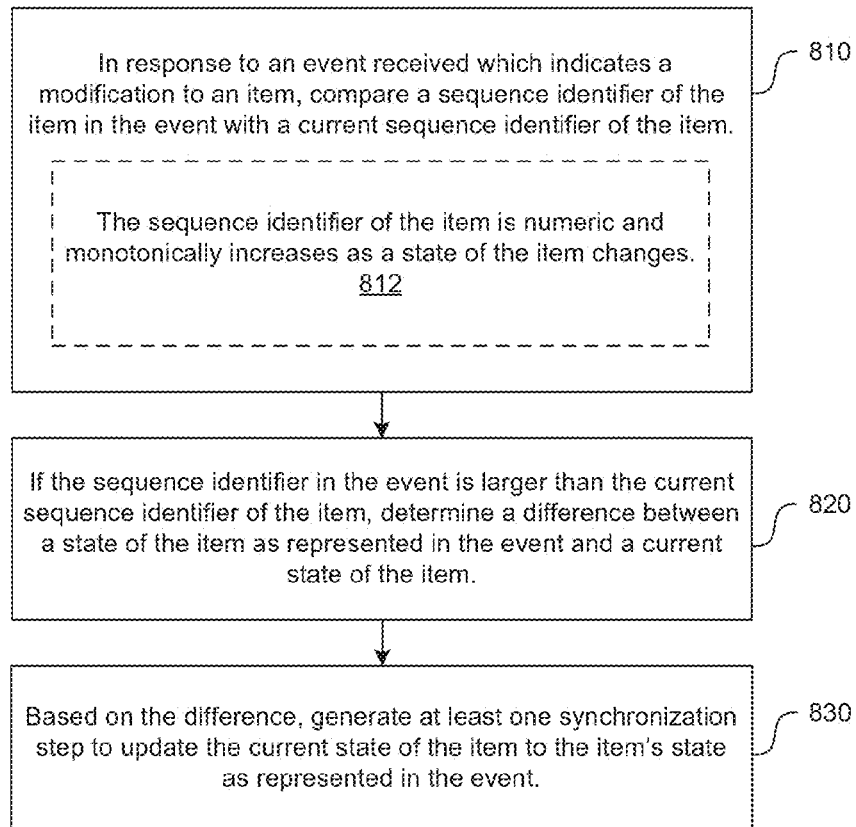 In response to an event received which indicates a
modification to an item, compare a sequence identifier of the
item in the event with a current sequence identifier of the item.
810
The sequence identifier of the item is numeric and
monotonically increases as a state of the item changes.
812
If the sequence identifier in the event is larger than the current
sequence identifier of the item, determine a difference between
a state of the item as represented in the event and a current
state of the item.
820
Based on the difference, generate at least one synchronization
step to update the current state of the item to the item's state
as represented in the event.
830